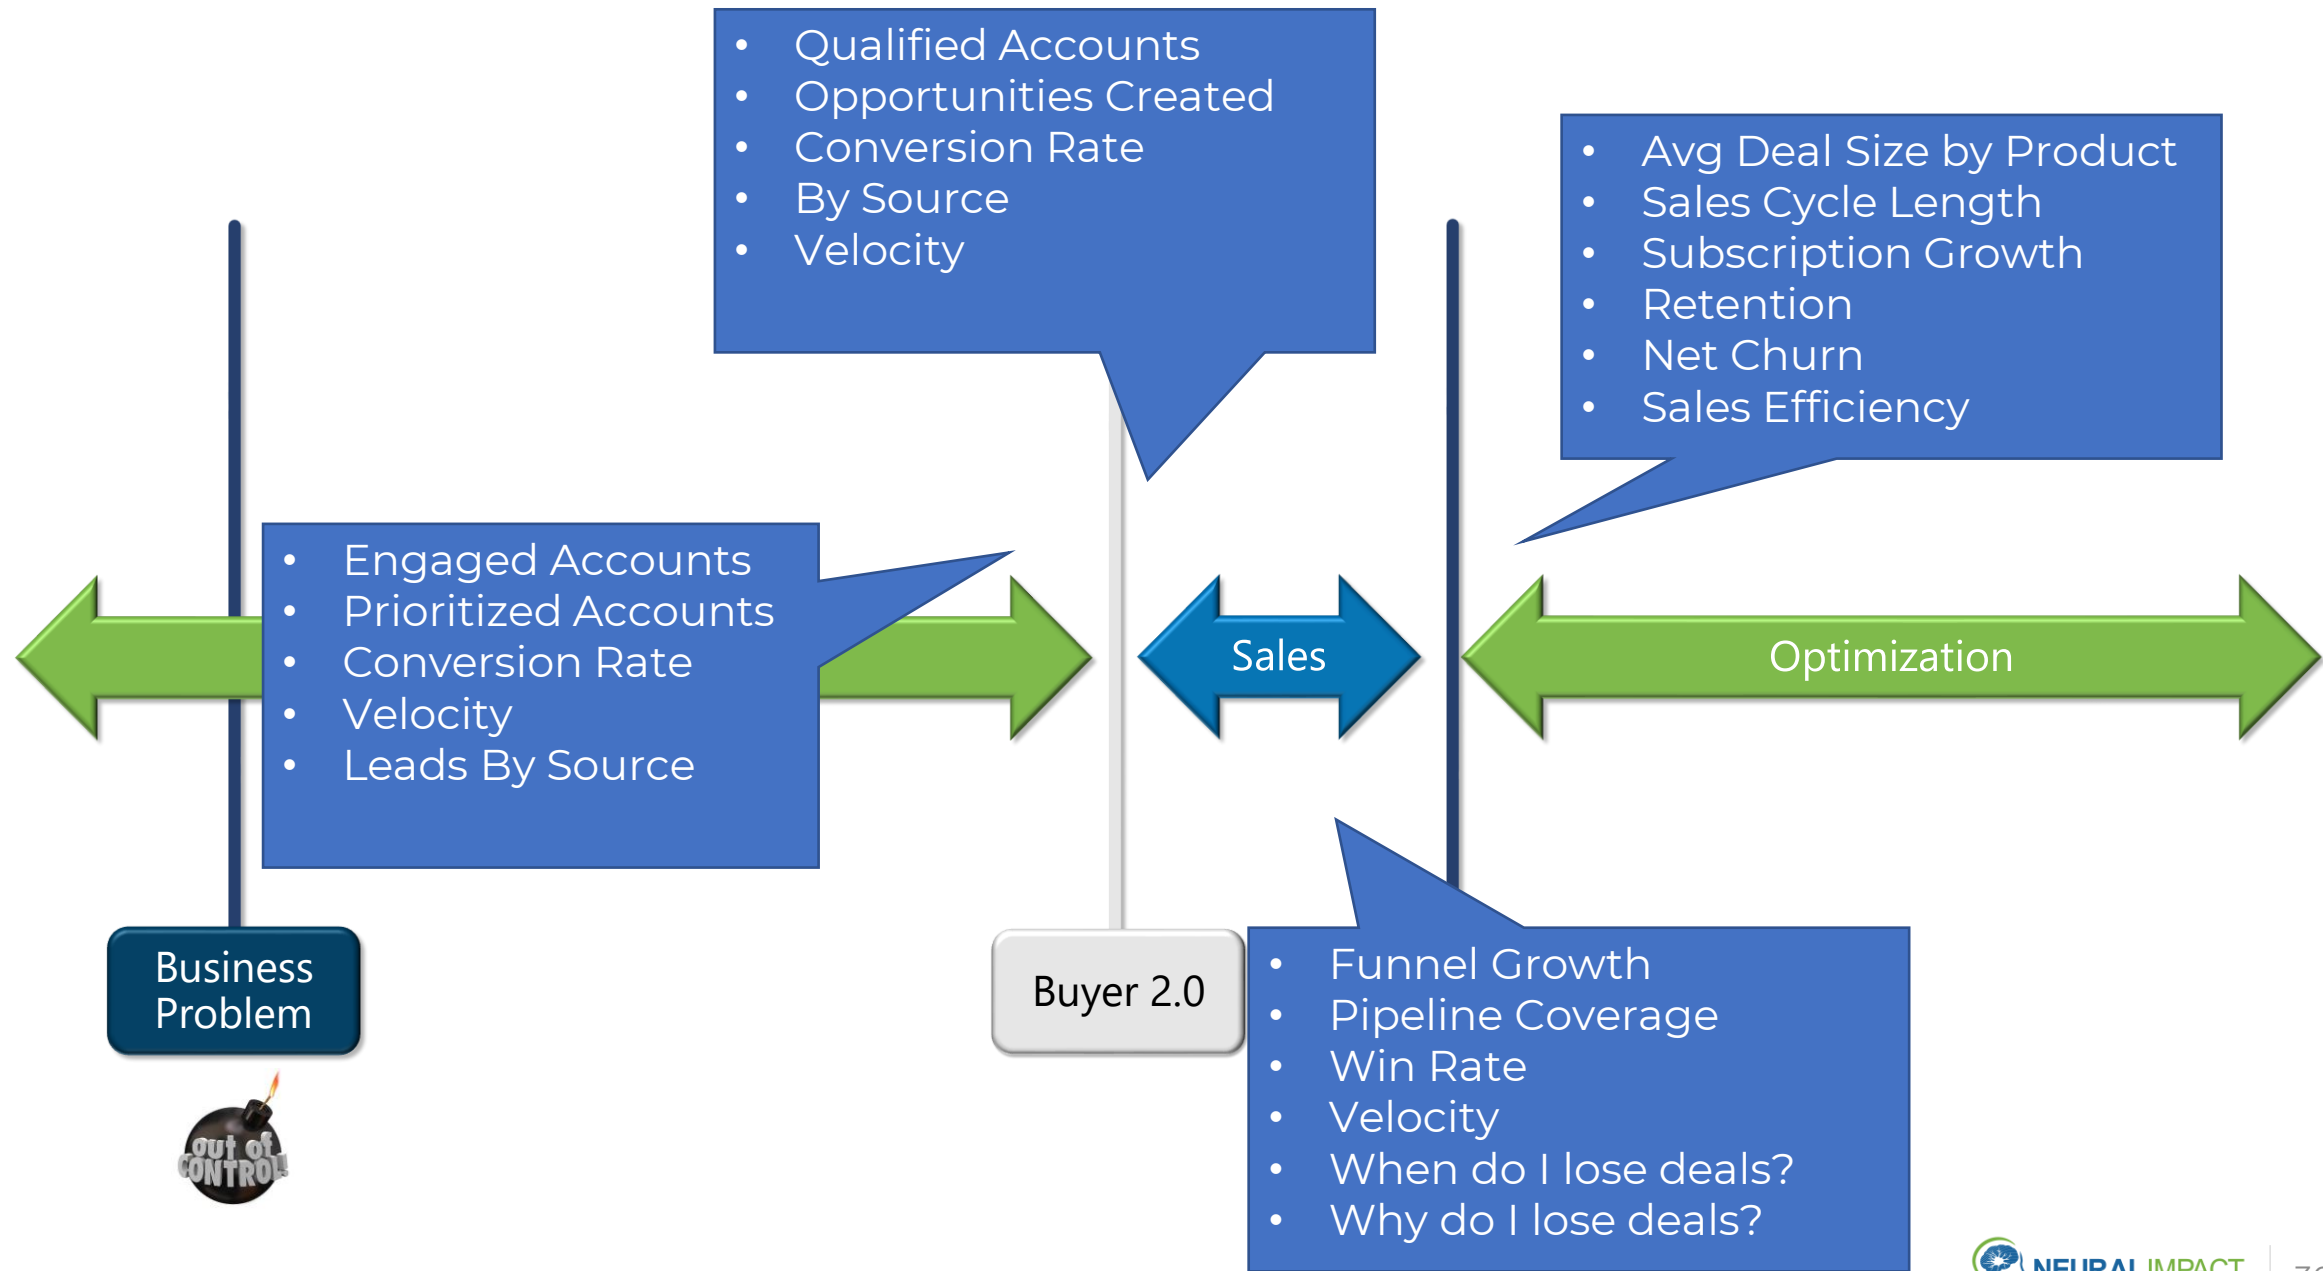 • Qualified Accounts
• Opportunities Created
• Conversion Rate
• By Source
• Velocity
• Avg Deal Size by Product
• Sales Cycle Length
• Subscription Growth
• Retention
• Net Churn
• Sales Efficiency
• Engaged Accounts
• Prioritized Accounts
• Conversion Rate
• Velocity
• Leads By Source
Sales
Optimization
Business
Problem
out of
CONTROL!
Buyer 2.0
• Funnel Growth
• Pipeline Coverage
• Win Rate
• Velocity
• When do I lose deals?
• Why do I lose deals?
NEURAL IMPACT